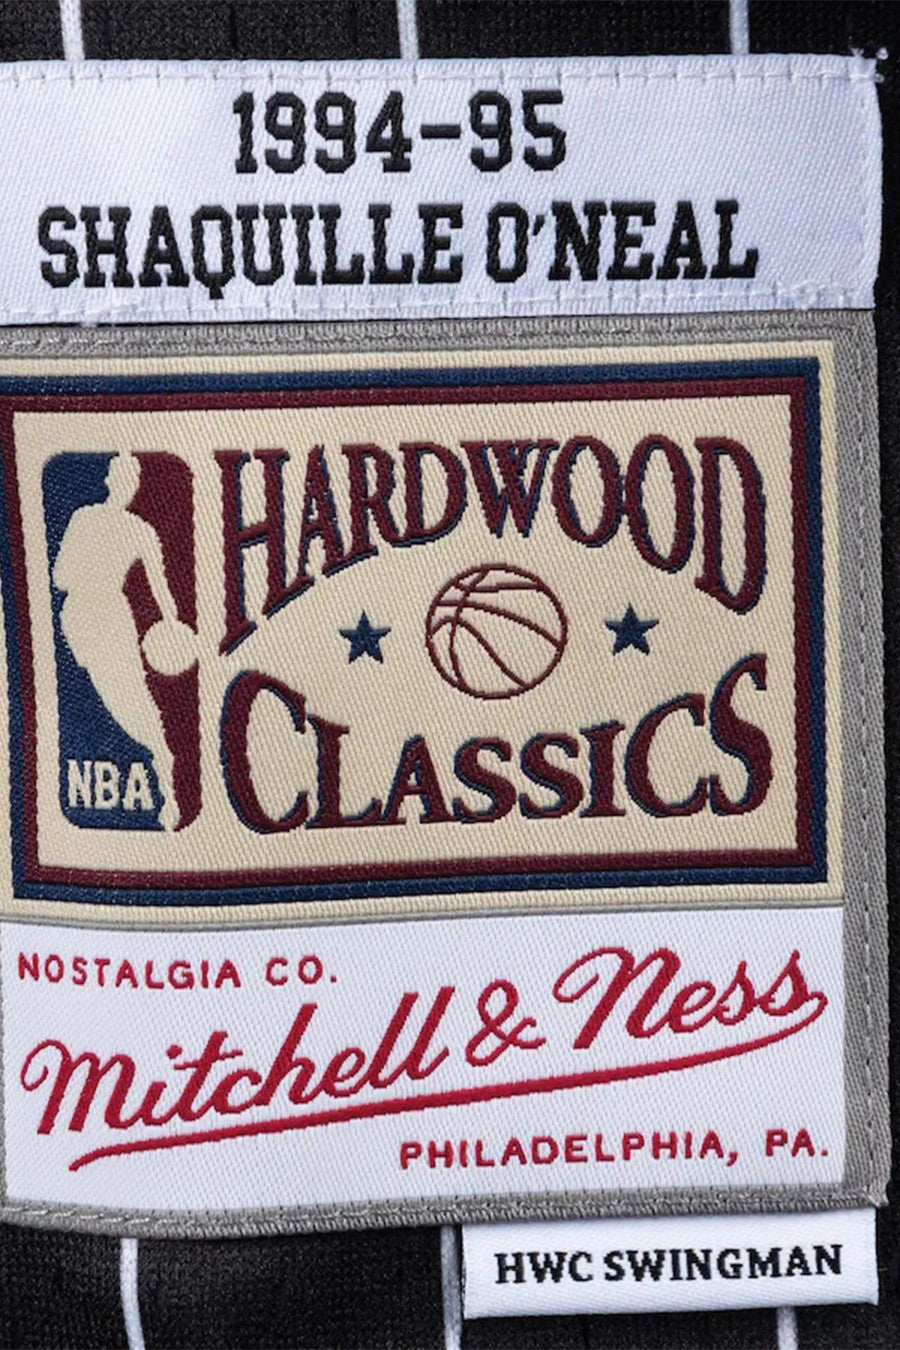 1994-95
SHAQUILLE O'NEAL
HARDWOOD
CLASSICS
NBA
NOSTALGIA CO.
Mitchell & Ness
PHILADELPHIA, PA.
HWC SWINGMAN